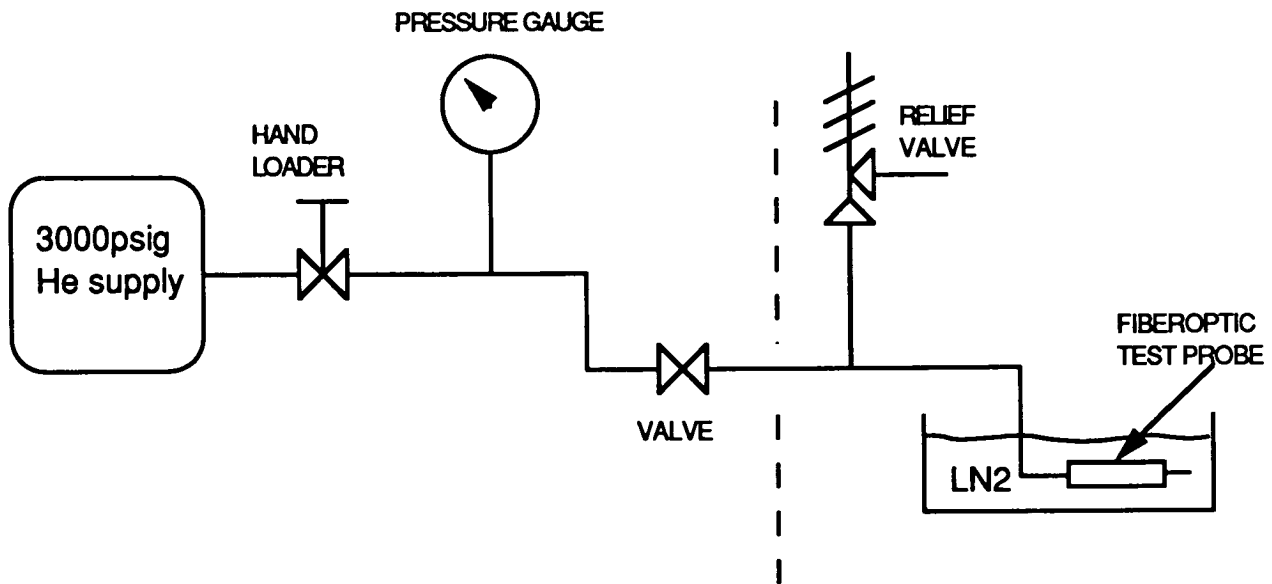 PRESSURE GAUGE
HAND
LOADER
RELIEF
VALVE
3000psig
He supply
FIBEROPTIC
TEST PROBE
VALVE
LN2